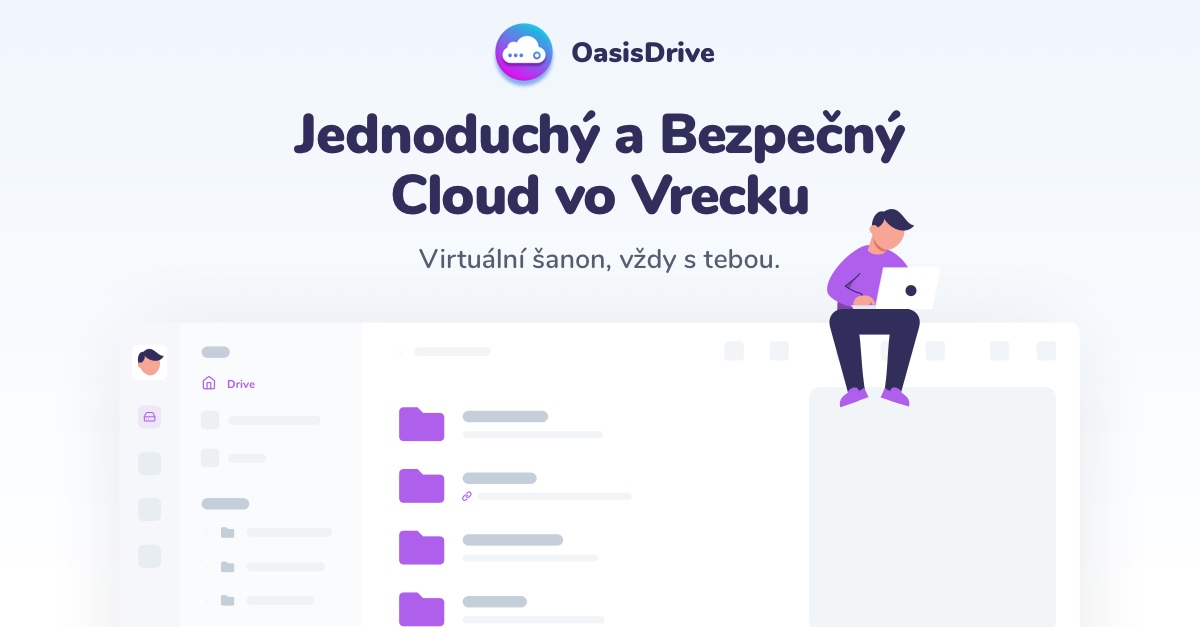 OasisDrive
Jednoduchý a Bezpečný
Cloud vo Vrecku
Virtuální šanon, vždy s tebou.
Drive